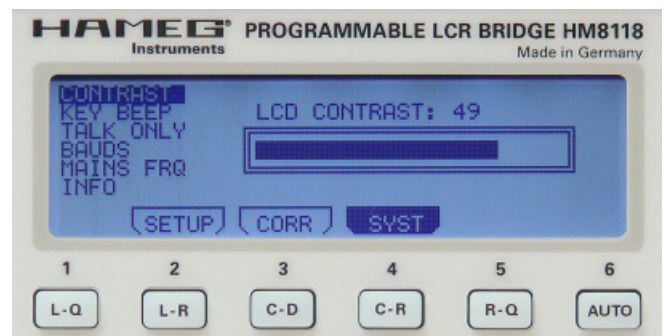 HAMEG® PROGRAMMABLE LCR BRIDGE HM8118
Instruments Made in Germany
CONTRAST
KEY BEEP
TALK ONLY
BAUDS
MAINS FRQ
INFO
LCD CONTRAST: 49
SETUP CORR SYST
1 2 3 4 5 6
L-Q L-R C-D C-R R-Q AUTO